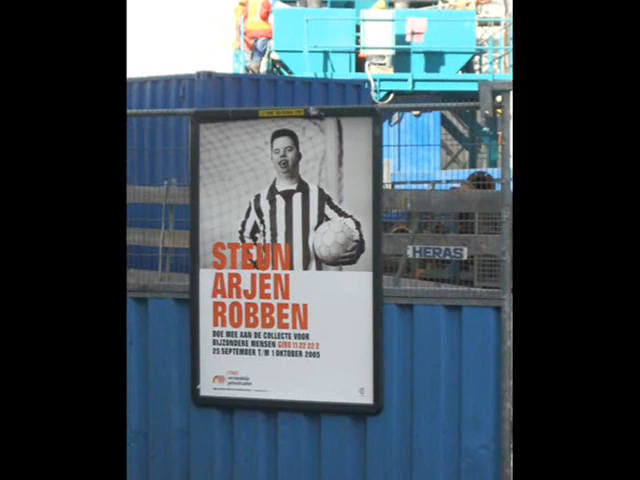 STEUN
ARJEN
ROBBEN
DOE MEE AAN DE COLLECTE VOOR
BIJZONDERE MENSEN GIRO 11 22 22 2
25 SEPTEMBER T/M 1 OKTOBER 2005
HERAS